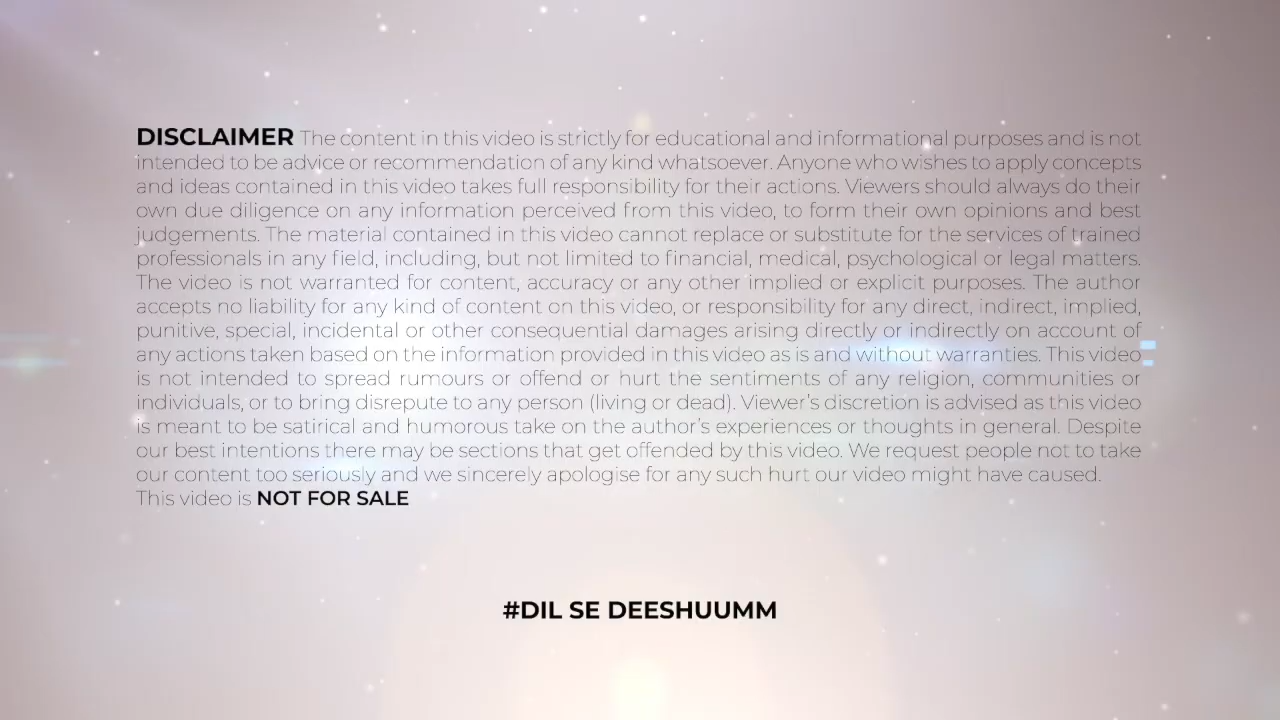 DISCLAIMER The content in this video is strictly for educational and informational purposes and is not
intended to be advice or recommendation of any kind whatsoever. Anyone who wishes to apply concepts
and ideas contained in this video takes full responsibility for their actions. Viewers should always do their
own due diligence on any information perceived from this video, to form their own opinions and best
judgements. The material contained in this video cannot replace or substitute for the services of trained
professionals in any field, including, but not limited to financial, medical, psychological or legal matters.
The video is not warranted for content, accuracy or any other implied or explicit purposes. The author
accepts no liability for any kind of content on this video, or responsibility for any direct, indirect, implied,
punitive, special, incidental or other consequential damages arising directly or indirectly on account of
any actions taken based on the information provided in this video as is and without warranties. This video
is not intended to spread rumours or offend or hurt the sentiments of any religion, communities or
individuals, or to bring disrepute to any person (living or dead). Viewer's discretion is advised as this video
is meant to be satirical and humorous take on the author's experiences or thoughts in general. Despite
our best intentions there may be sections that get offended by this video. We request people not to take
our content too seriously and we sincerely apologise for any such hurt our video might have caused.
This video is NOT FOR SALE
#DIL SE DEESHUUMM